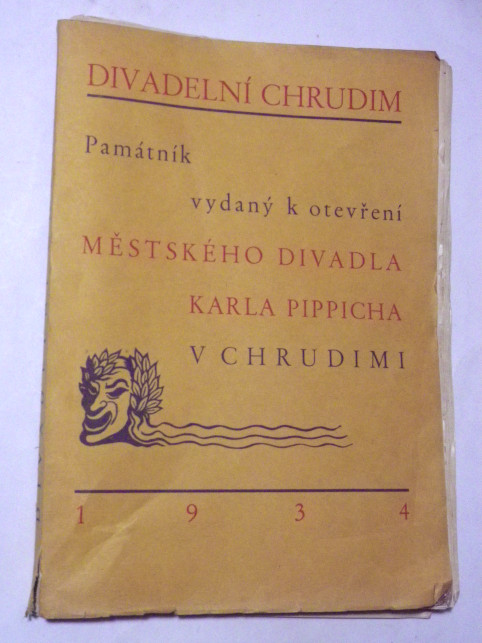 DIVADELNÍ CHRUDIM
Památník
vydaný k otevření
MĚSTSKÉHO DIVADLA
KARLA PIPPICHA
V CHRUDIMI
1 9 3 4